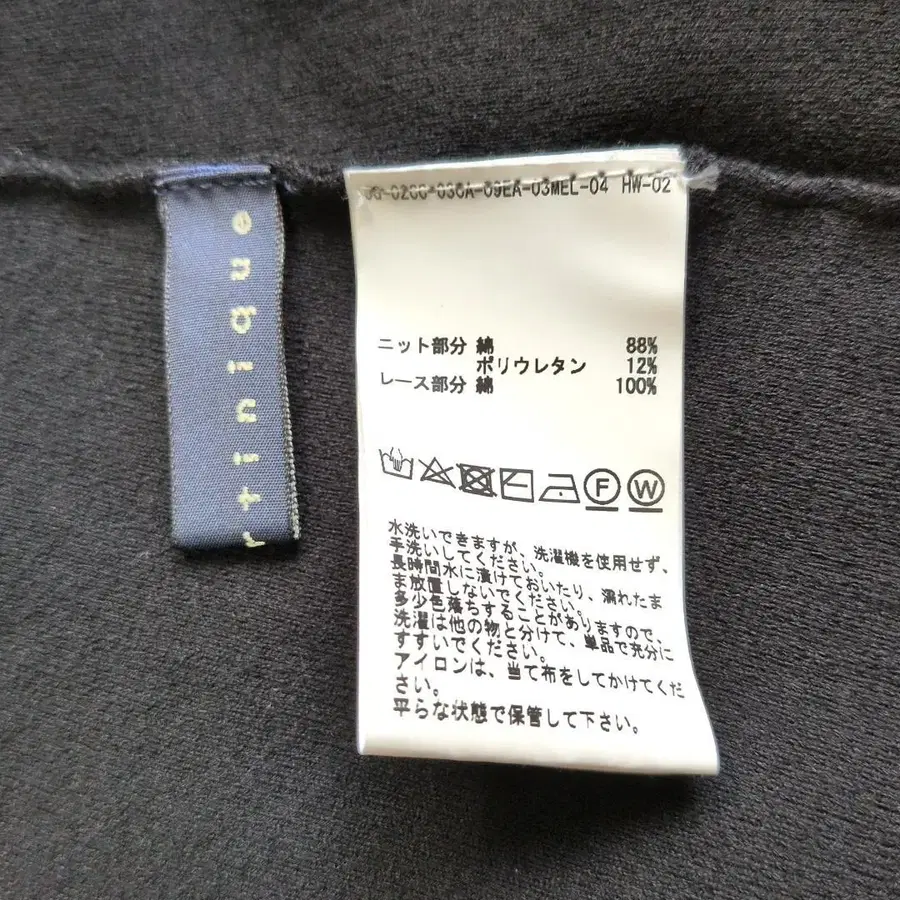 enbiuit
06-02CG-030A-09EA-03MEL-04 HW-02
ニット部分 綿 88%
ポリウレタン 12%
レース部分 綿 100%
F W
水洗いできますが、洗濯機を使用せず、
手洗いしてください。
長時間水に漬けておいたり、濡れたま
ま放置しないでください。
多少色落ちすることがありますので、
洗濯は他の物と分けて、単品で充分に
すすいでください。
アイロンは、当て布をしてかけてくだ
さい。
平らな状態で保管して下さい。